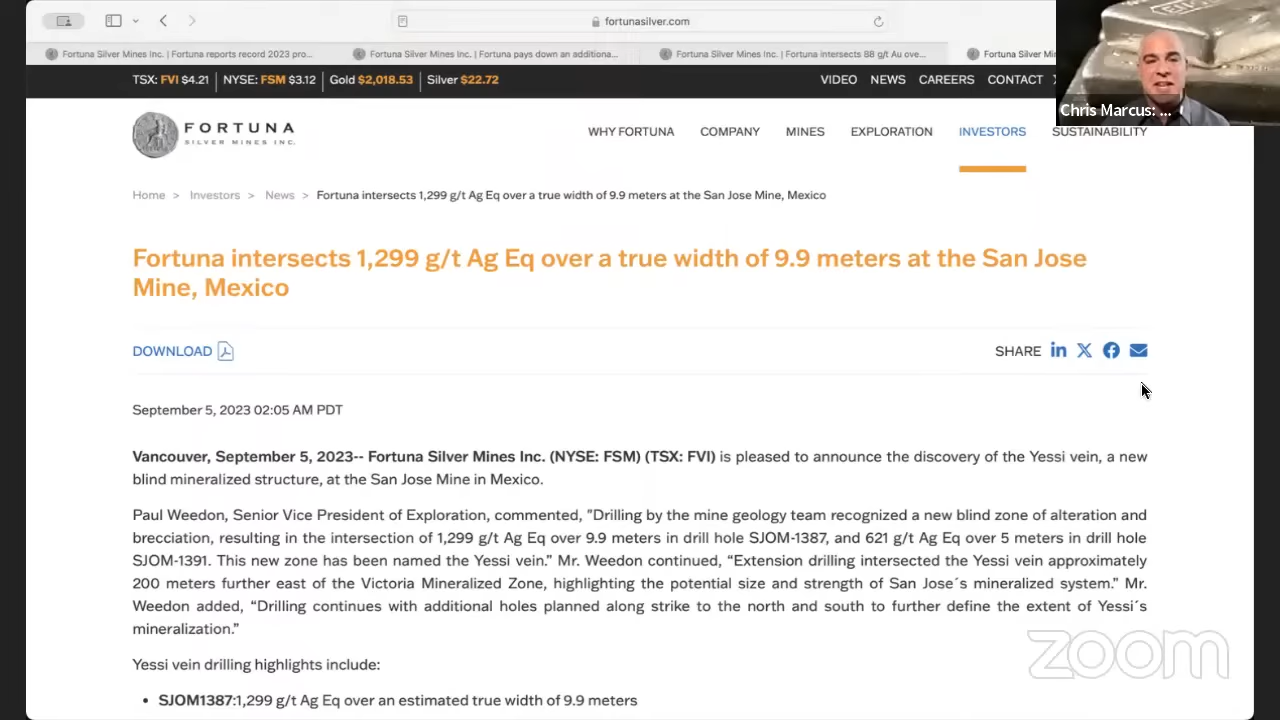 fortunasilver.com
Fortuna Silver Mines Inc. | Fortuna reports record 2023 pro...
Fortuna Silver Mines Inc. | Fortuna pays down an additiona...
Fortuna Silver Mines Inc. | Fortuna intersects 88 g/t Au ove...
Fortuna Silver Min
TSX: FVI $4.21 | NYSE: FSM $3.12 | Gold $2,018.53 | Silver $22.72
VIDEO NEWS CAREERS CONTACT
Chris Marcus: ...
FORTUNA
SILVER MINES INC.
WHY FORTUNA COMPANY MINES EXPLORATION INVESTORS SUSTAINABILITY
Home > Investors > News > Fortuna intersects 1,299 g/t Ag Eq over a true width of 9.9 meters at the San Jose Mine, Mexico
Fortuna intersects 1,299 g/t Ag Eq over a true width of 9.9 meters at the San Jose
Mine, Mexico
DOWNLOAD
SHARE
September 5, 2023 02:05 AM PDT
Vancouver, September 5, 2023-- Fortuna Silver Mines Inc. (NYSE: FSM) (TSX: FVI) is pleased to announce the discovery of the Yessi vein, a new
blind mineralized structure, at the San Jose Mine in Mexico.
Paul Weedon, Senior Vice President of Exploration, commented, "Drilling by the mine geology team recognized a new blind zone of alteration and
brecciation, resulting in the intersection of 1,299 g/t Ag Eq over 9.9 meters in drill hole SJOM-1387, and 621 g/t Ag Eq over 5 meters in drill hole
SJOM-1391. This new zone has been named the Yessi vein.” Mr. Weedon continued, “Extension drilling intersected the Yessi vein approximately
200 meters further east of the Victoria Mineralized Zone, highlighting the potential size and strength of San Jose´s mineralized system.” Mr.
Weedon added, “Drilling continues with additional holes planned along strike to the north and south to further define the extent of Yessi´s
mineralization.”
Yessi vein drilling highlights include:
• SJOM1387:1,299 g/t Ag Eq over an estimated true width of 9.9 meters
zoom